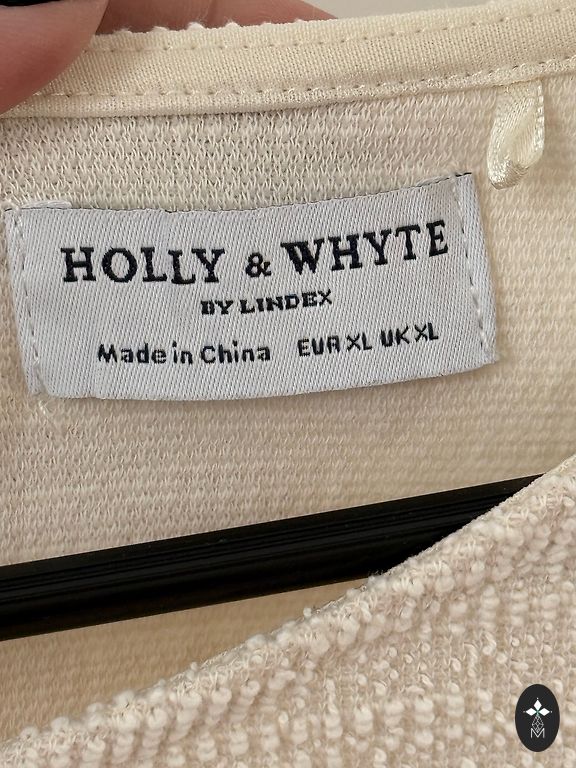 HOLLY & WHYTE
BY LINDEX
Made in China EUR XL UK XL
M